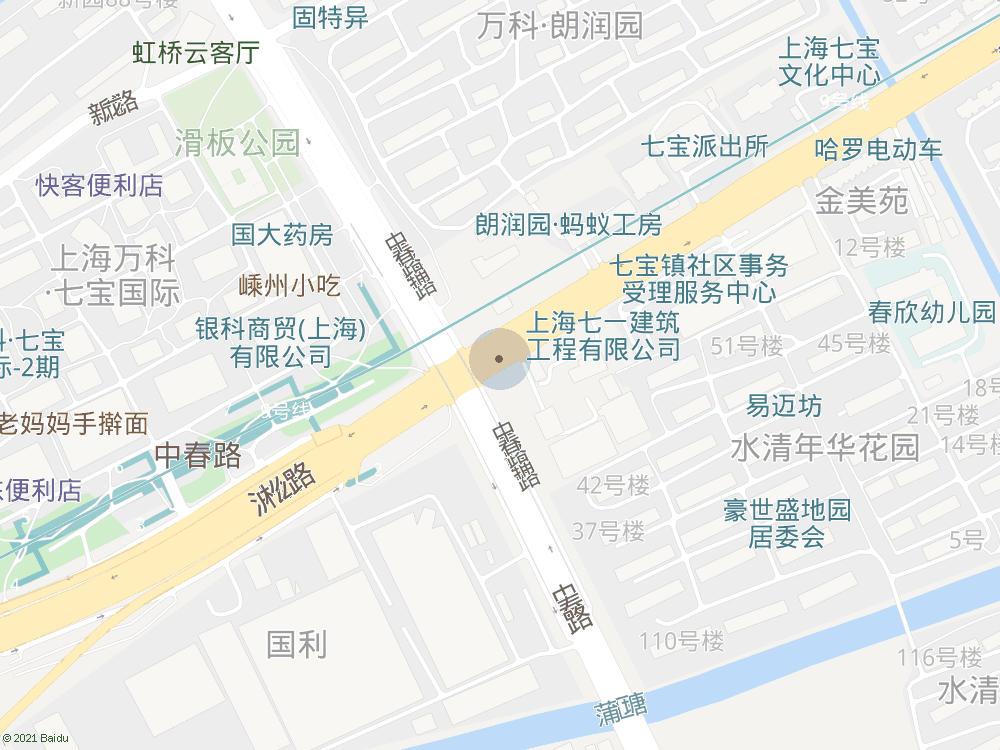 新园88号楼
固特异
万科·朗润园
虹桥云客厅
上海七宝
文化中心
9号线
新龙路
滑板公园
七宝派出所
哈罗电动车
快客便利店
金美苑
国大药房
朗润园·蚂蚁工房
中春路
12号楼
上海万科
·七宝国际
嵊州小吃
七宝镇社区事务
受理服务中心
春欣幼儿园
银科商贸(上海)
有限公司
上海七一建筑
工程有限公司
51号楼
45号楼
科·七宝
际-2期
18号
易迈坊
21号楼
9号线
老妈妈手擀面
中春路
中春路
水清年华花园
14号楼
沪松公路
42号楼
便利店
豪世盛地园
居委会
37号楼
5号
中春路
国利
110号楼
116号楼
水清
蒲塘
© 2021 Baidu